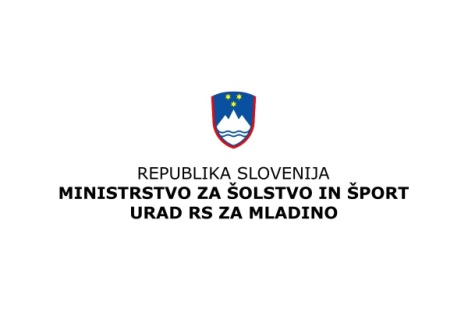 REPUBLIKA SLOVENIJA
MINISTRSTVO ZA ŠOLSTVO IN ŠPORT
URAD RS ZA MLADINO